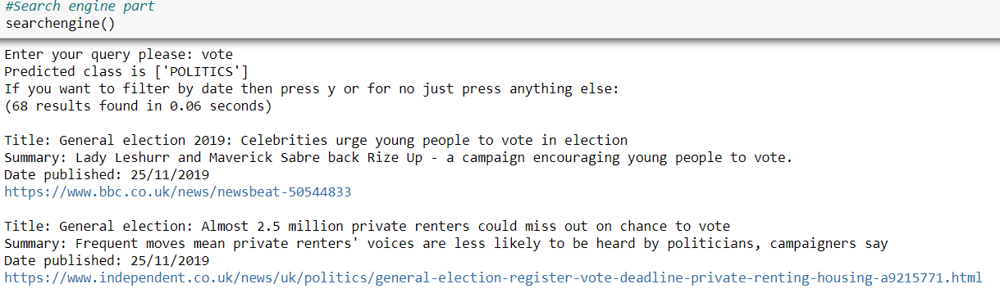 #Search engine part
searchengine()
Enter your query please: vote
Predicted class is ['POLITICS']
If you want to filter by date then press y or for no just press anything else:
(68 results found in 0.06 seconds)
Title: General election 2019: Celebrities urge young people to vote in election
Summary: Lady Leshurr and Maverick Sabre back Rize Up - a campaign encouraging young people to vote.
Date published: 25/11/2019
https://www.bbc.co.uk/news/newsbeat-50544833
Title: General election: Almost 2.5 million private renters could miss out on chance to vote
Summary: Frequent moves mean private renters' voices are less likely to be heard by politicians, campaigners say
Date published: 25/11/2019
https://www.independent.co.uk/news/uk/politics/general-election-register-vote-deadline-private-renting-housing-a9215771.html